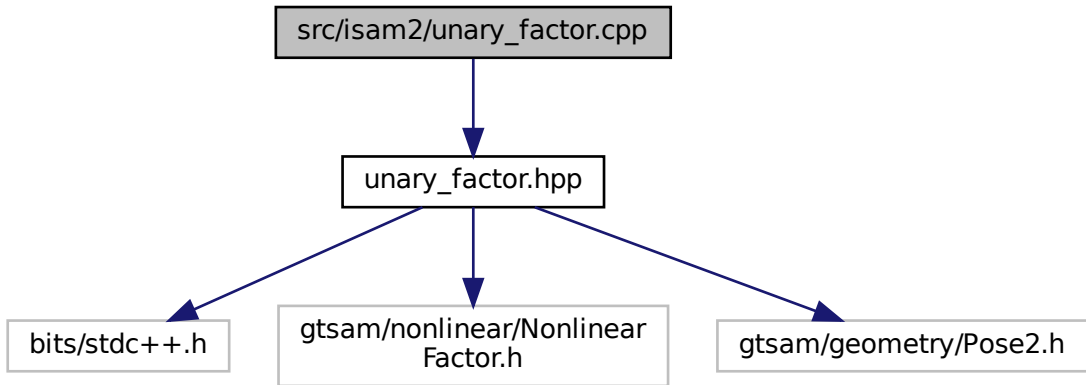 src/isam2/unary_factor.cpp
unary_factor.hpp
bits/stdc++.h
gtsam/nonlinear/Nonlinear
Factor.h
gtsam/geometry/Pose2.h